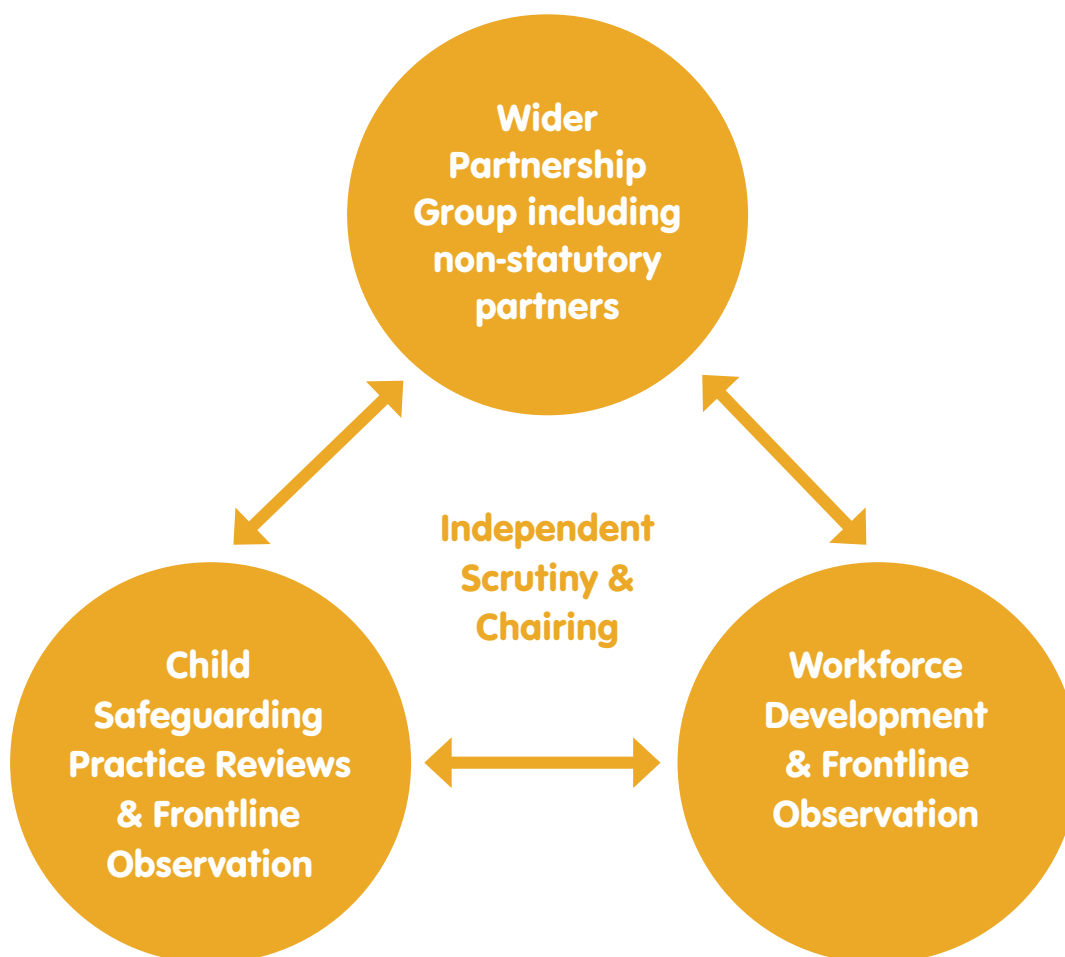 Wider
Partnership
Group including
non-statutory
partners
Independent
Scrutiny &
Chairing
Child
Safeguarding
Practice Reviews
& Frontline
Observation
Workforce
Development
& Frontline
Observation